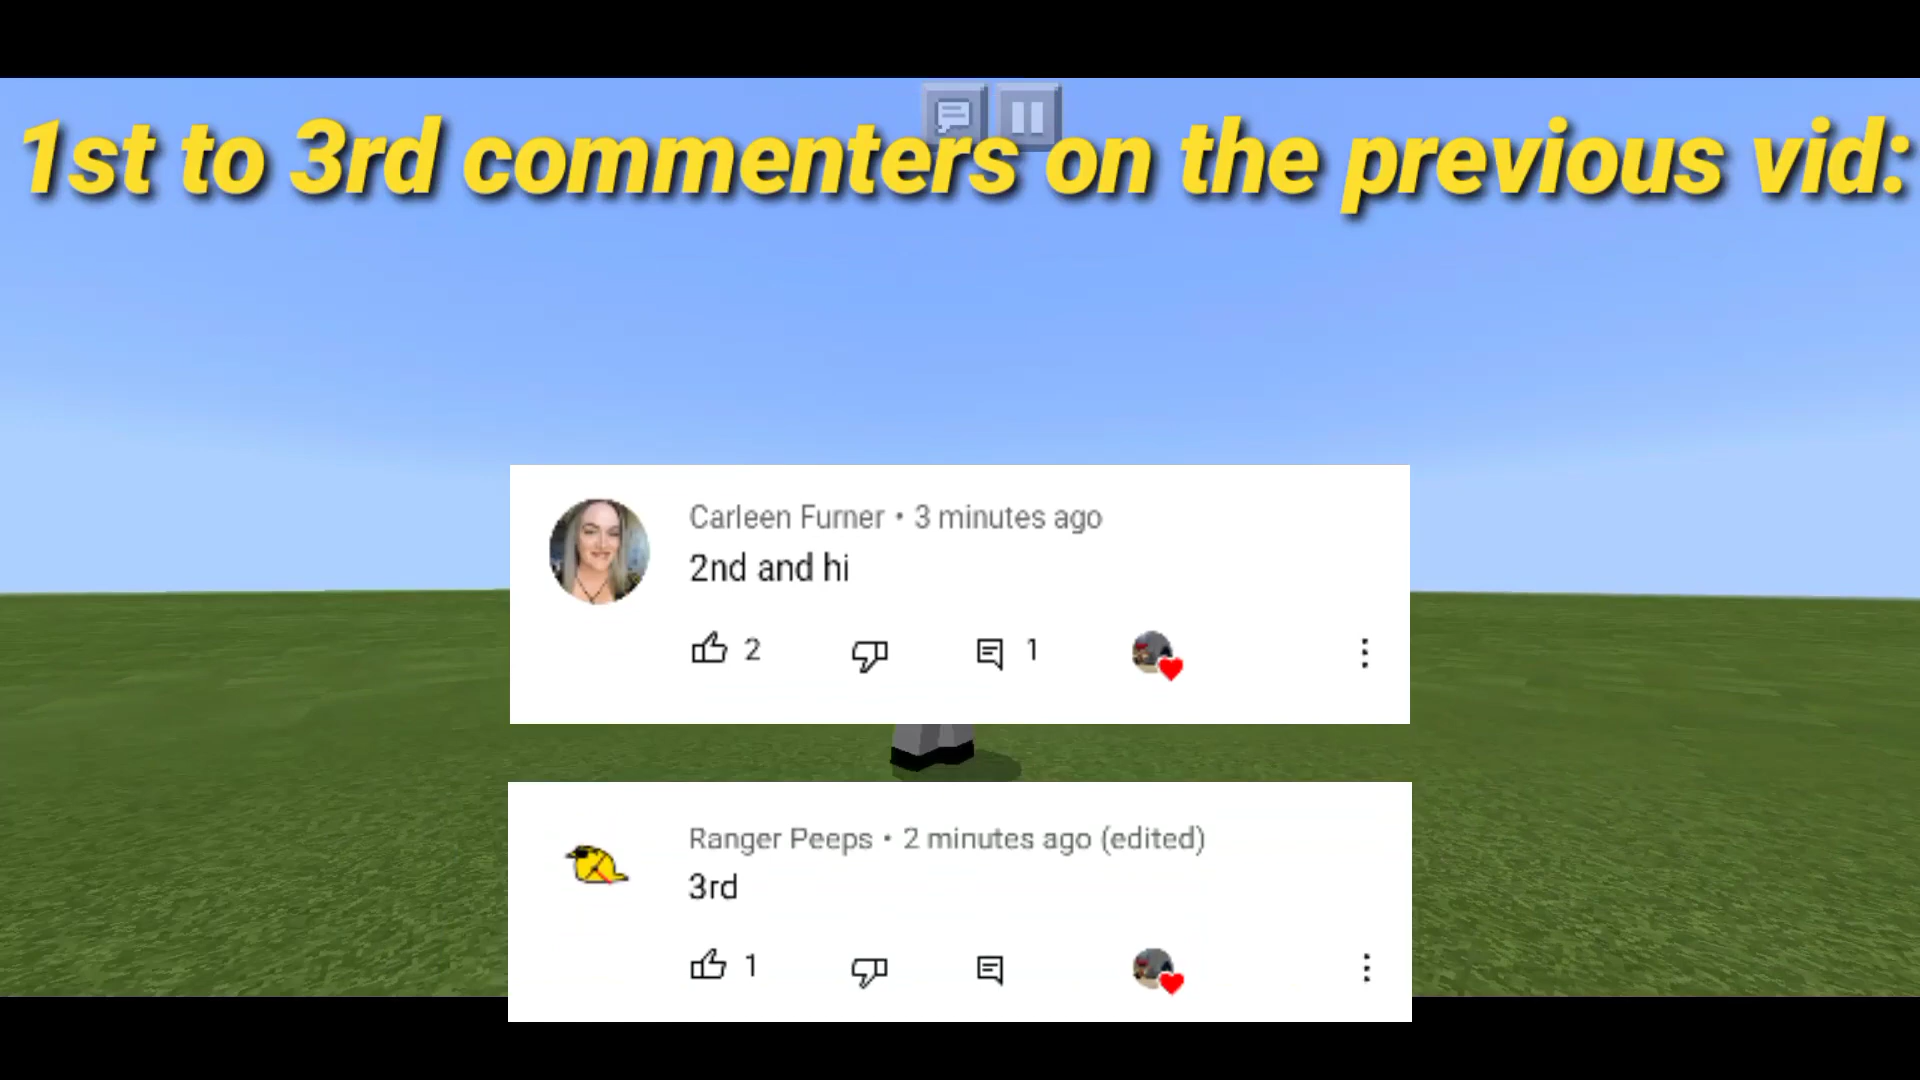 1st to 3rd commenters on the previous vid:
Carleen Furner • 3 minutes ago
2nd and hi
2 1
Ranger Peeps • 2 minutes ago (edited)
3rd
1